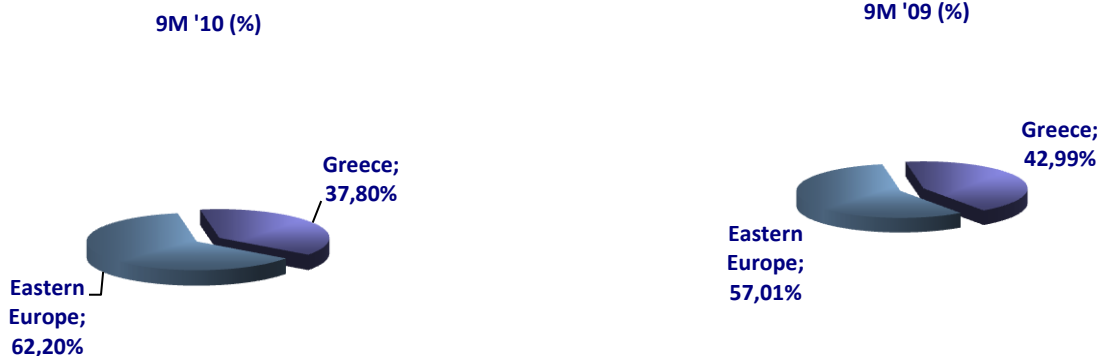 9M '10 (%)
Greece;
37,80%
Eastern
Europe;
62,20%
9M '09 (%)
Greece;
42,99%
Eastern
Europe;
57,01%